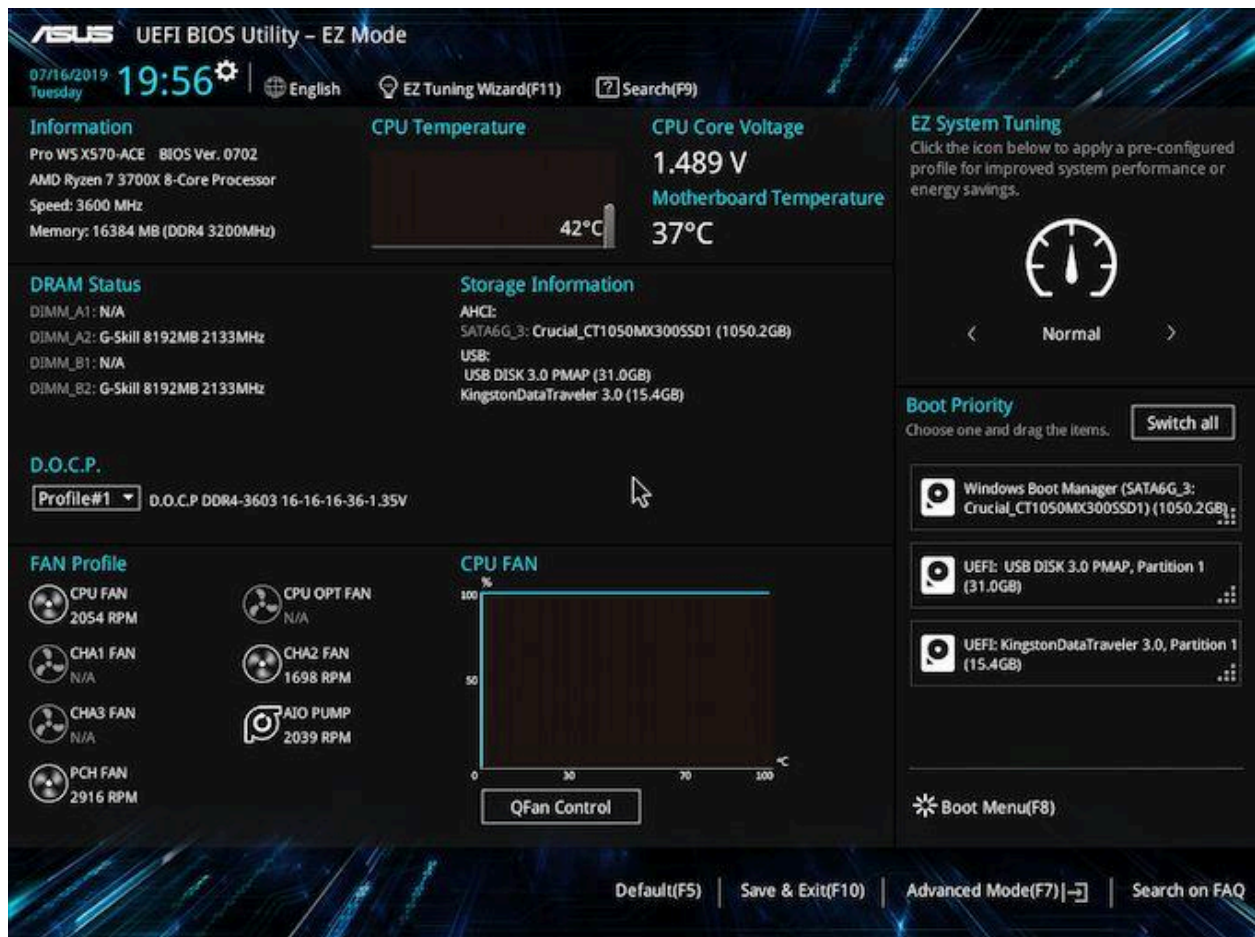 ASUS UEFI BIOS Utility – EZ Mode
07/16/2019
Tuesday
19:56
English
EZ Tuning Wizard(F11)
? Search(F9)
Information
Pro WS X570-ACE BIOS Ver. 0702
AMD Ryzen 7 3700X 8-Core Processor
Speed: 3600 MHz
Memory: 16384 MB (DDR4 3200MHz)
CPU Temperature
42°C
CPU Core Voltage
1.489 V
Motherboard Temperature
37°C
EZ System Tuning
Click the icon below to apply a pre-configured
profile for improved system performance or
energy savings.
< Normal >
DRAM Status
DIMM_A1: N/A
DIMM_A2: G-Skill 8192MB 2133MHz
DIMM_B1: N/A
DIMM_B2: G-Skill 8192MB 2133MHz
Storage Information
AHCI:
SATA6G_3: Crucial_CT1050MX300SSD1 (1050.2GB)
USB:
USB DISK 3.0 PMAP (31.0GB)
KingstonDataTraveler 3.0 (15.4GB)
D.O.C.P.
Profile#1 D.O.C.P DDR4-3603 16-16-16-36-1.35V
Boot Priority
Choose one and drag the items.
Switch all
Windows Boot Manager (SATA6G_3:
Crucial_CT1050MX300SSD1) (1050.2GB)
UEFI: USB DISK 3.0 PMAP, Partition 1
(31.0GB)
UEFI: KingstonDataTraveler 3.0, Partition 1
(15.4GB)
Boot Menu(F8)
FAN Profile
CPU FAN
2054 RPM
CPU OPT FAN
N/A
CHA1 FAN
N/A
CHA2 FAN
1698 RPM
CHA3 FAN
N/A
AIO PUMP
2039 RPM
PCH FAN
2916 RPM
CPU FAN
%
100
50
0 30 70 100
°C
QFan Control
Default(F5)
Save & Exit(F10)
Advanced Mode(F7)
Search on FAQ